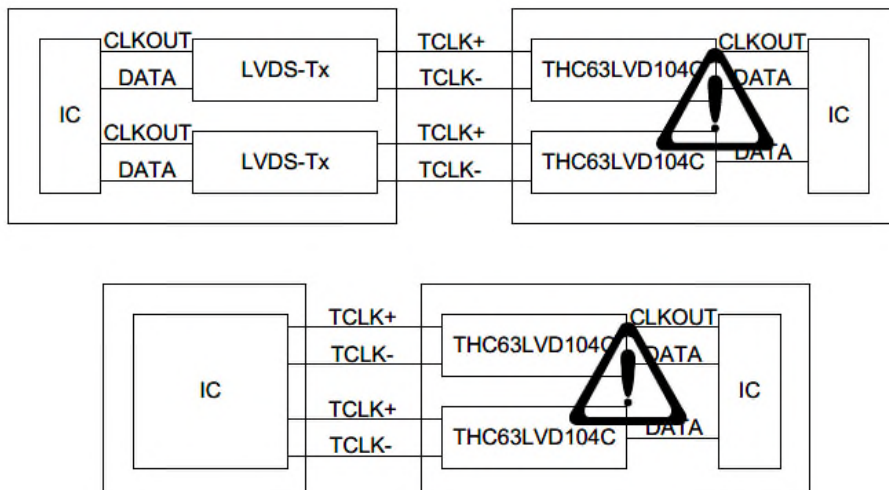 CLKOUT TCLK+ CLKOUT
LVDS-Tx THC63LVD104C
DATA TCLK- DATA
IC IC
CLKOUT TCLK+
LVDS-Tx THC63LVD104C DATA
DATA TCLK-
TCLK+ CLKOUT
THC63LVD104C
TCLK- DATA
IC IC
TCLK+
THC63LVD104C DATA
TCLK-